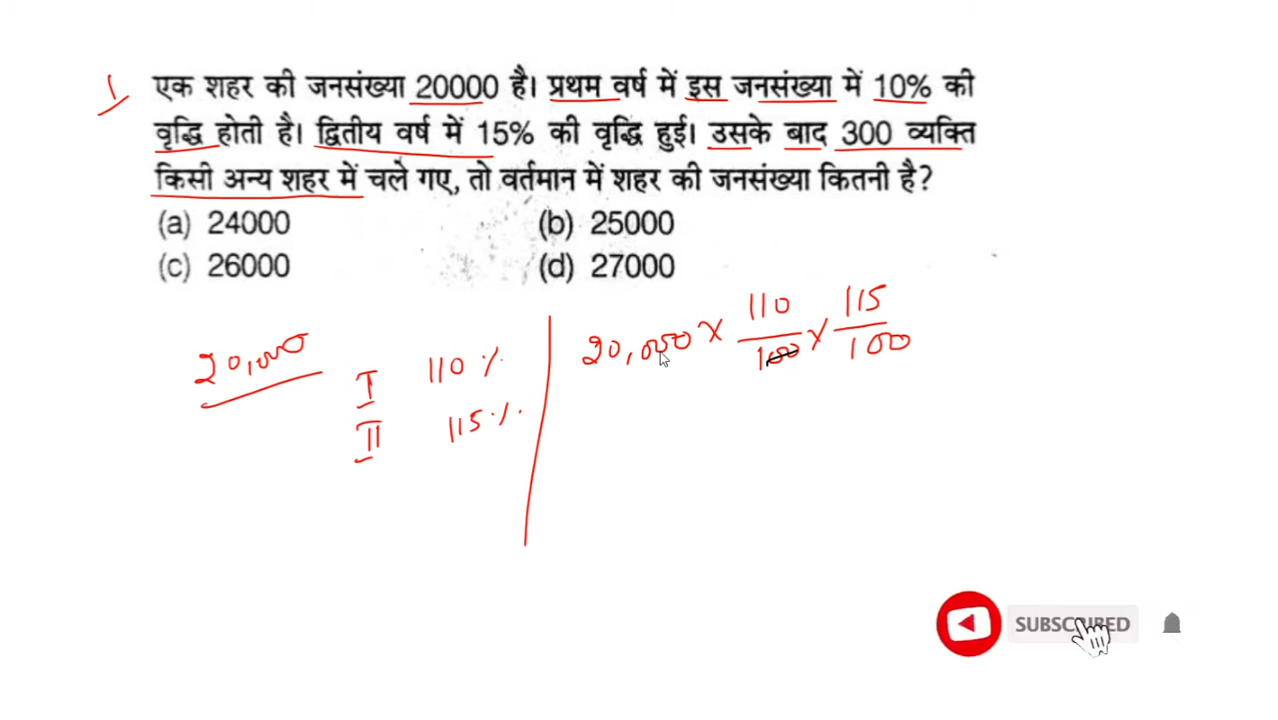 1 एक शहर की जनसंख्या 20000 है। प्रथम वर्ष में इस जनसंख्या में 10% की
वृद्धि होती है। द्वितीय वर्ष में 15% की वृद्धि हुई। उसके बाद 300 व्यक्ति
किसी अन्य शहर में चले गए, तो वर्तमान में शहर की जनसंख्या कितनी है?
(a) 24000 (b) 25000
(c) 26000 (d) 27000
20,000
I 110 %
II 115 %
20,000 × 110/100 × 115/100
SUBSCRIBED